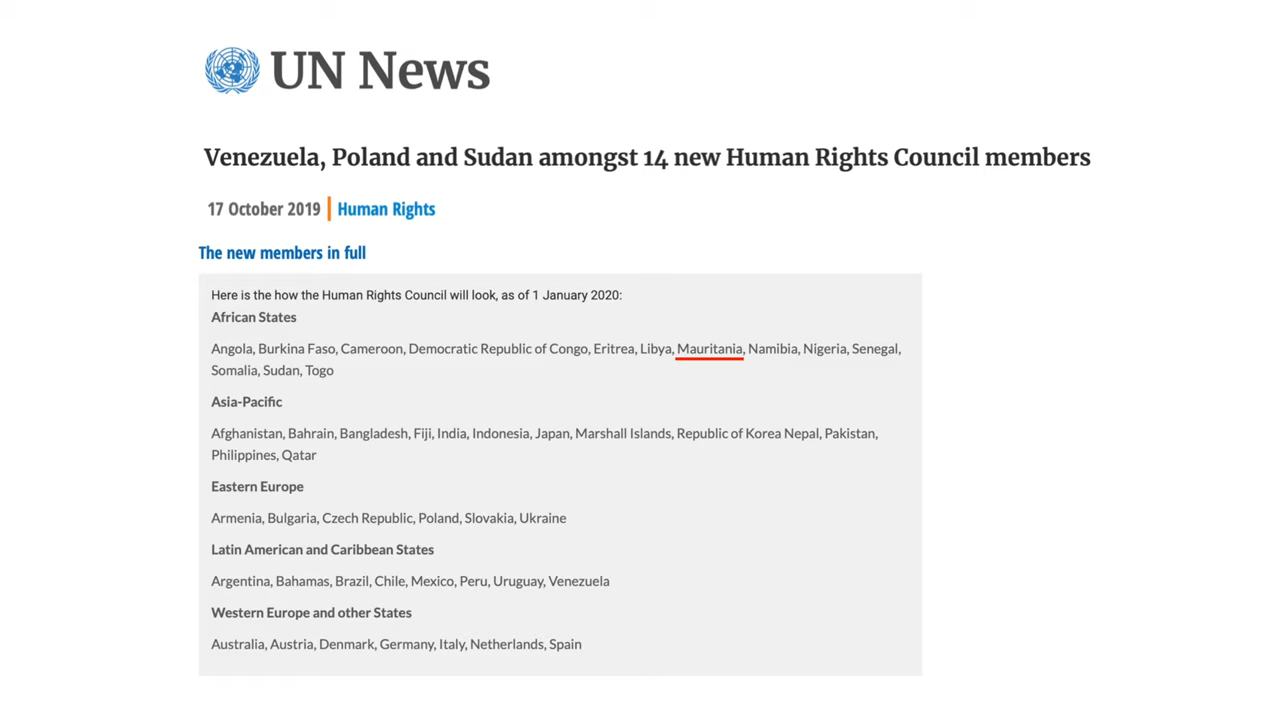 UN News
Venezuela, Poland and Sudan amongst 14 new Human Rights Council members
17 October 2019 | Human Rights
The new members in full
Here is the how the Human Rights Council will look, as of 1 January 2020:
African States
Angola, Burkina Faso, Cameroon, Democratic Republic of Congo, Eritrea, Libya, Mauritania, Namibia, Nigeria, Senegal,
Somalia, Sudan, Togo
Asia-Pacific
Afghanistan, Bahrain, Bangladesh, Fiji, India, Indonesia, Japan, Marshall Islands, Republic of Korea Nepal, Pakistan,
Philippines, Qatar
Eastern Europe
Armenia, Bulgaria, Czech Republic, Poland, Slovakia, Ukraine
Latin American and Caribbean States
Argentina, Bahamas, Brazil, Chile, Mexico, Peru, Uruguay, Venezuela
Western Europe and other States
Australia, Austria, Denmark, Germany, Italy, Netherlands, Spain